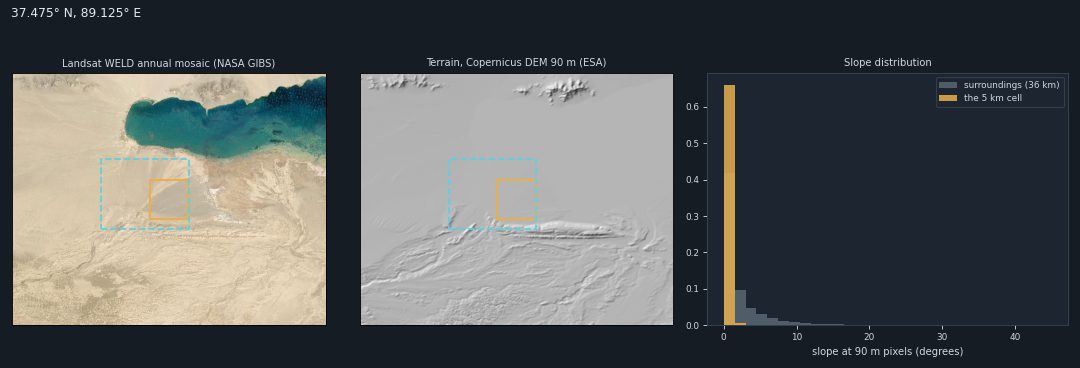 37.475° N, 89.125° E
Landsat WELD annual mosaic (NASA GIBS)
Terrain, Copernicus DEM 90 m (ESA)
Slope distribution
surroundings (36 km)
the 5 km cell
0.6
0.5
0.4
0.3
0.2
0.1
0.0
0 10 20 30 40
slope at 90 m pixels (degrees)